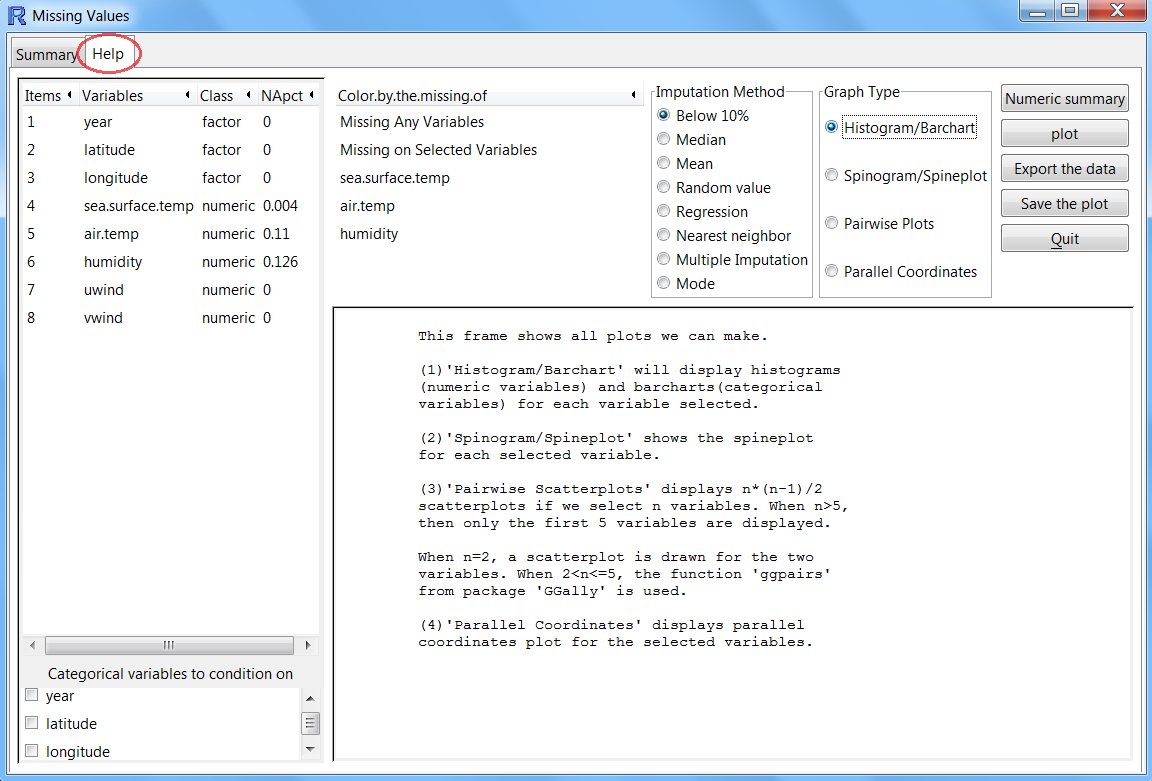 Missing Values
Summary Help
Items Variables Class NApct
1 year factor 0
2 latitude factor 0
3 longitude factor 0
4 sea.surface.temp numeric 0.004
5 air.temp numeric 0.11
6 humidity numeric 0.126
7 uwind numeric 0
8 vwind numeric 0
Categorical variables to condition on
year
latitude
longitude
Color.by.the.missing.of
Missing Any Variables
Missing on Selected Variables
sea.surface.temp
air.temp
humidity
Imputation Method
Below 10%
Median
Mean
Random value
Regression
Nearest neighbor
Multiple Imputation
Mode
Graph Type
Histogram/Barchart
Spinogram/Spineplot
Pairwise Plots
Parallel Coordinates
Numeric summary
plot
Export the data
Save the plot
Quit
This frame shows all plots we can make.
(1)'Histogram/Barchart' will display histograms
(numeric variables) and barcharts(categorical
variables) for each variable selected.
(2)'Spinogram/Spineplot' shows the spineplot
for each selected variable.
(3)'Pairwise Scatterplots' displays n*(n-1)/2
scatterplots if we select n variables. When n>5,
then only the first 5 variables are displayed.
When n=2, a scatterplot is drawn for the two
variables. When 2<n<=5, the function 'ggpairs'
from package 'GGally' is used.
(4)'Parallel Coordinates' displays parallel
coordinates plot for the selected variables.